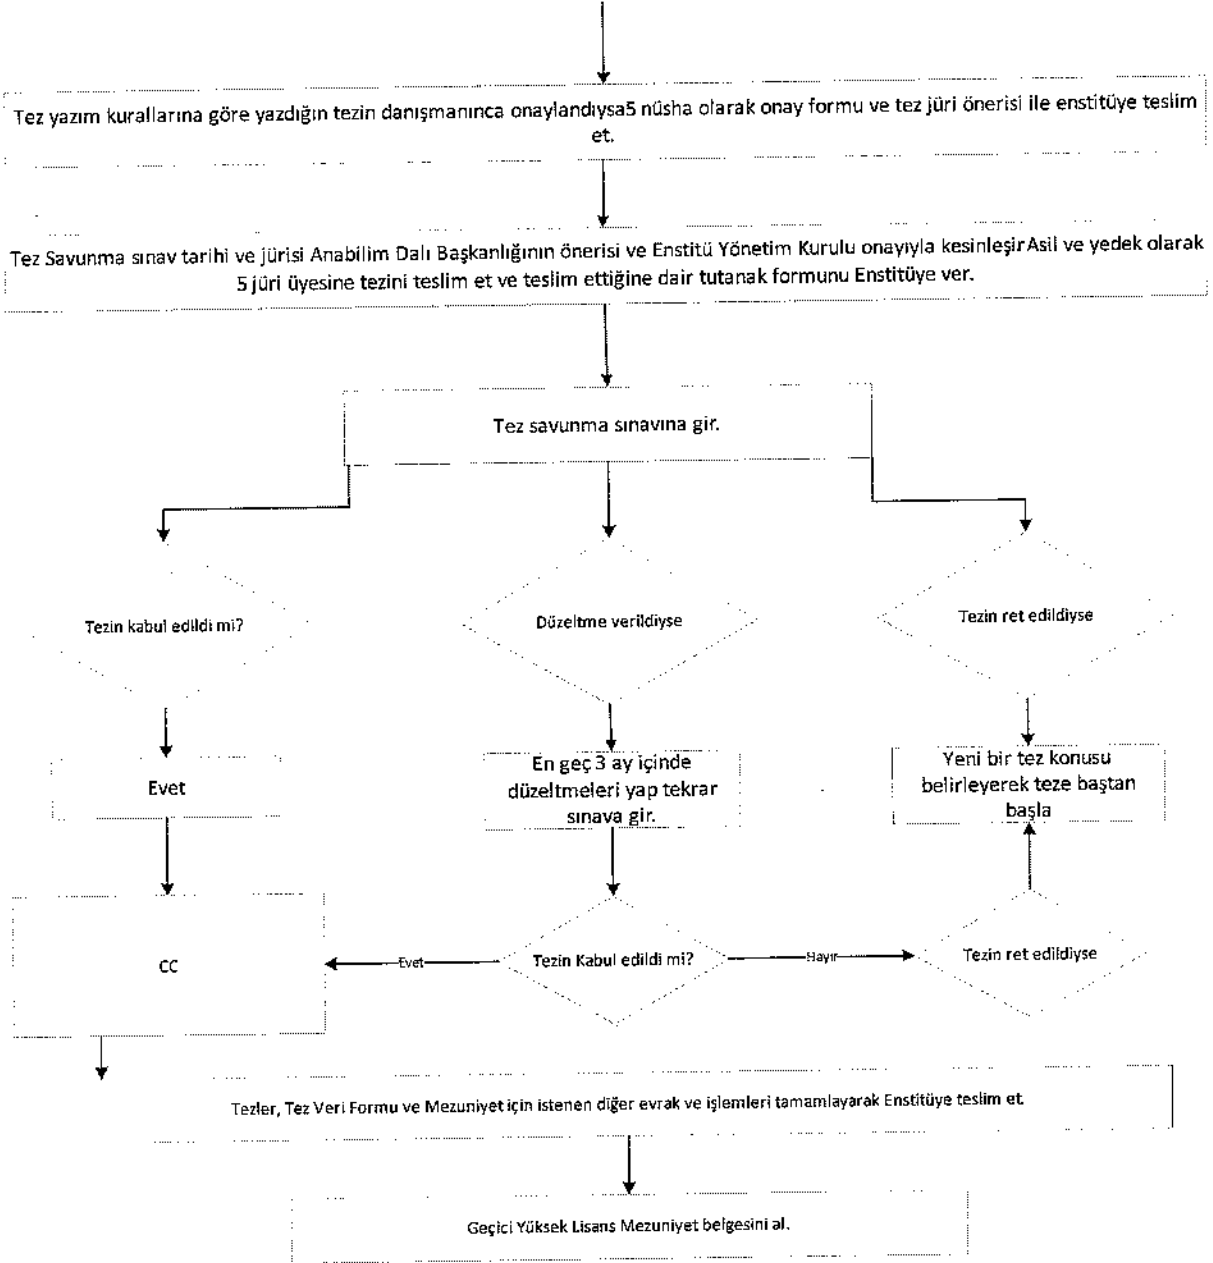 Tez yazım kurallarına göre yazdığın tezin danışmanınca onaylandıysa5 nüsha olarak onay formu ve tez jüri önerisi ile enstitüye teslim
et.
Tez Savunma sınav tarihi ve jürisi Anabilim Dalı Başkanlığının önerisi ve Enstitü Yönetim Kurulu onayıyla kesinleşirAsil ve yedek olarak
5 jüri üyesine tezini teslim et ve teslim ettiğine dair tutanak formunu Enstitüye ver.
Tez savunma sınavına gir.
Tezin kabul edildi mi?
Düzeltme verildiyse
Tezin ret edildiyse
Evet
En geç 3 ay içinde
düzeltmeleri yap tekrar
sınava gir.
Yeni bir tez konusu
belirleyerek teze baştan
başla
CC
Evet
Tezin Kabul edildi mi?
Hayır
Tezin ret edildiyse
Tezler, Tez Veri Formu ve Mezuniyet için istenen diğer evrak ve işlemleri tamamlayarak Enstitüye teslim et.
Geçici Yüksek Lisans Mezuniyet belgesini al.